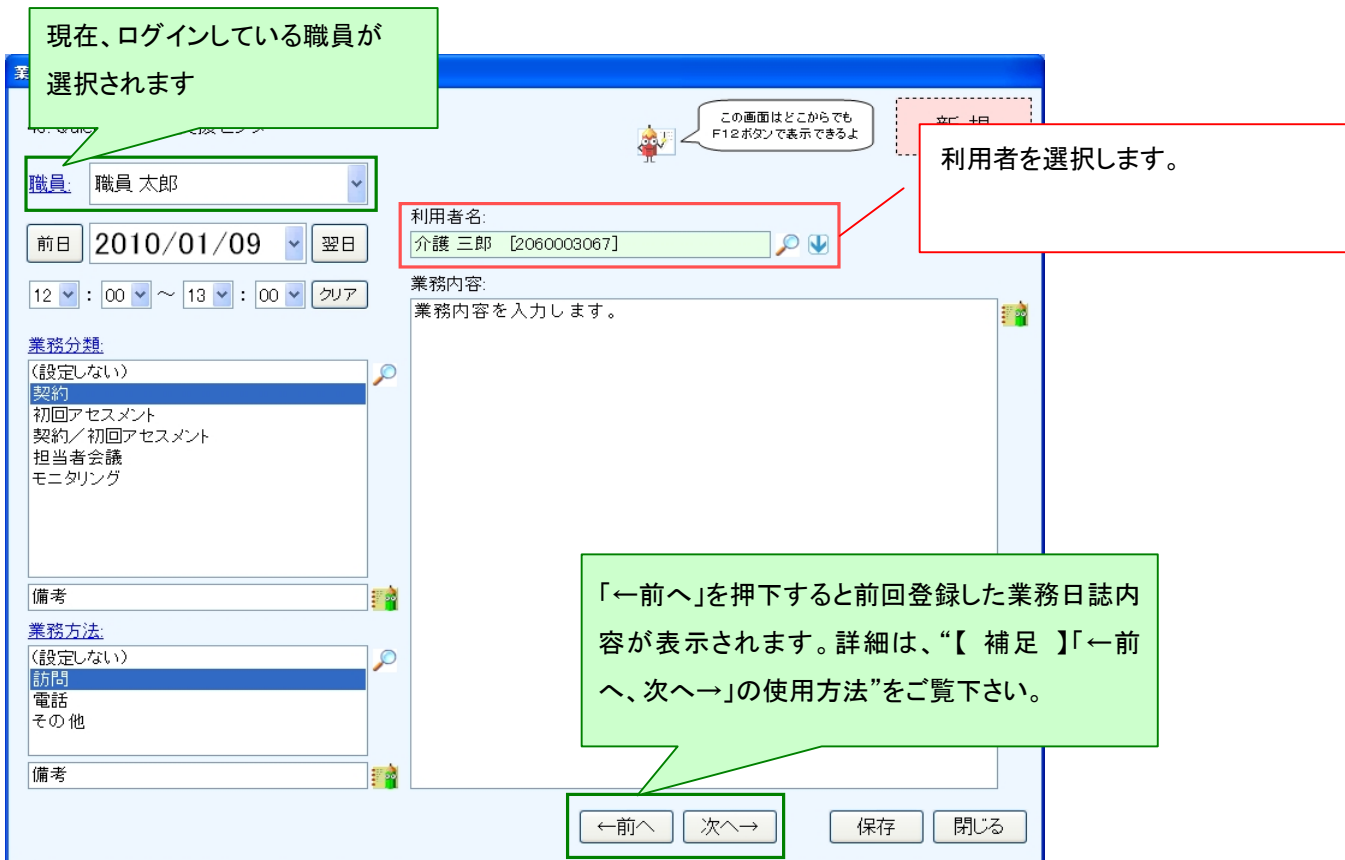 現在、ログインしている職員が
選択されます
この画面はどこからでも
F12ボタンで表示できるよ
利用者を選択します。
職員:
職員 太郎
前日
2010/01/09
翌日
12 : 00 ～ 13 : 00 クリア
利用者名:
介護 三郎 [2060003067]
業務内容:
業務内容を入力します。
業務分類:
(設定しない)
契約
初回アセスメント
契約/初回アセスメント
担当者会議
モニタリング
備考
業務方法:
(設定しない)
訪問
電話
その他
備考
「←前へ」を押下すると前回登録した業務日誌内
容が表示されます。詳細は、“【 補足 】「←前
へ、次へ→」の使用方法”をご覧下さい。
←前へ 次へ→ 保存 閉じる